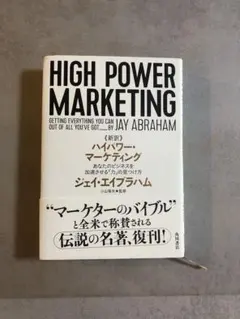 HIGH POWER
MARKETING
GETTING EVERYTHING YOU CAN
OUT OF ALL YOU'VE GOT BY JAY ABRAHAM
《新訳》
ハイパワー・
マーケティング
あなたのビジネスを
加速させる「力」の見つけ方
ジェイ・エイブラハム
"マーケターのバイブル"
と全米で称賛される
伝説の名著、復刊!